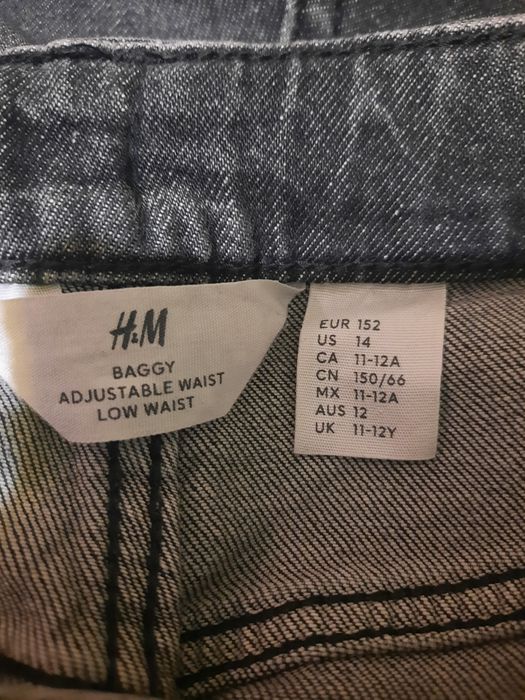 H&M
BAGGY
ADJUSTABLE WAIST
LOW WAIST
EUR 152
US 14
CA 11-12A
CN 150/66
MX 11-12A
AUS 12
UK 11-12Y